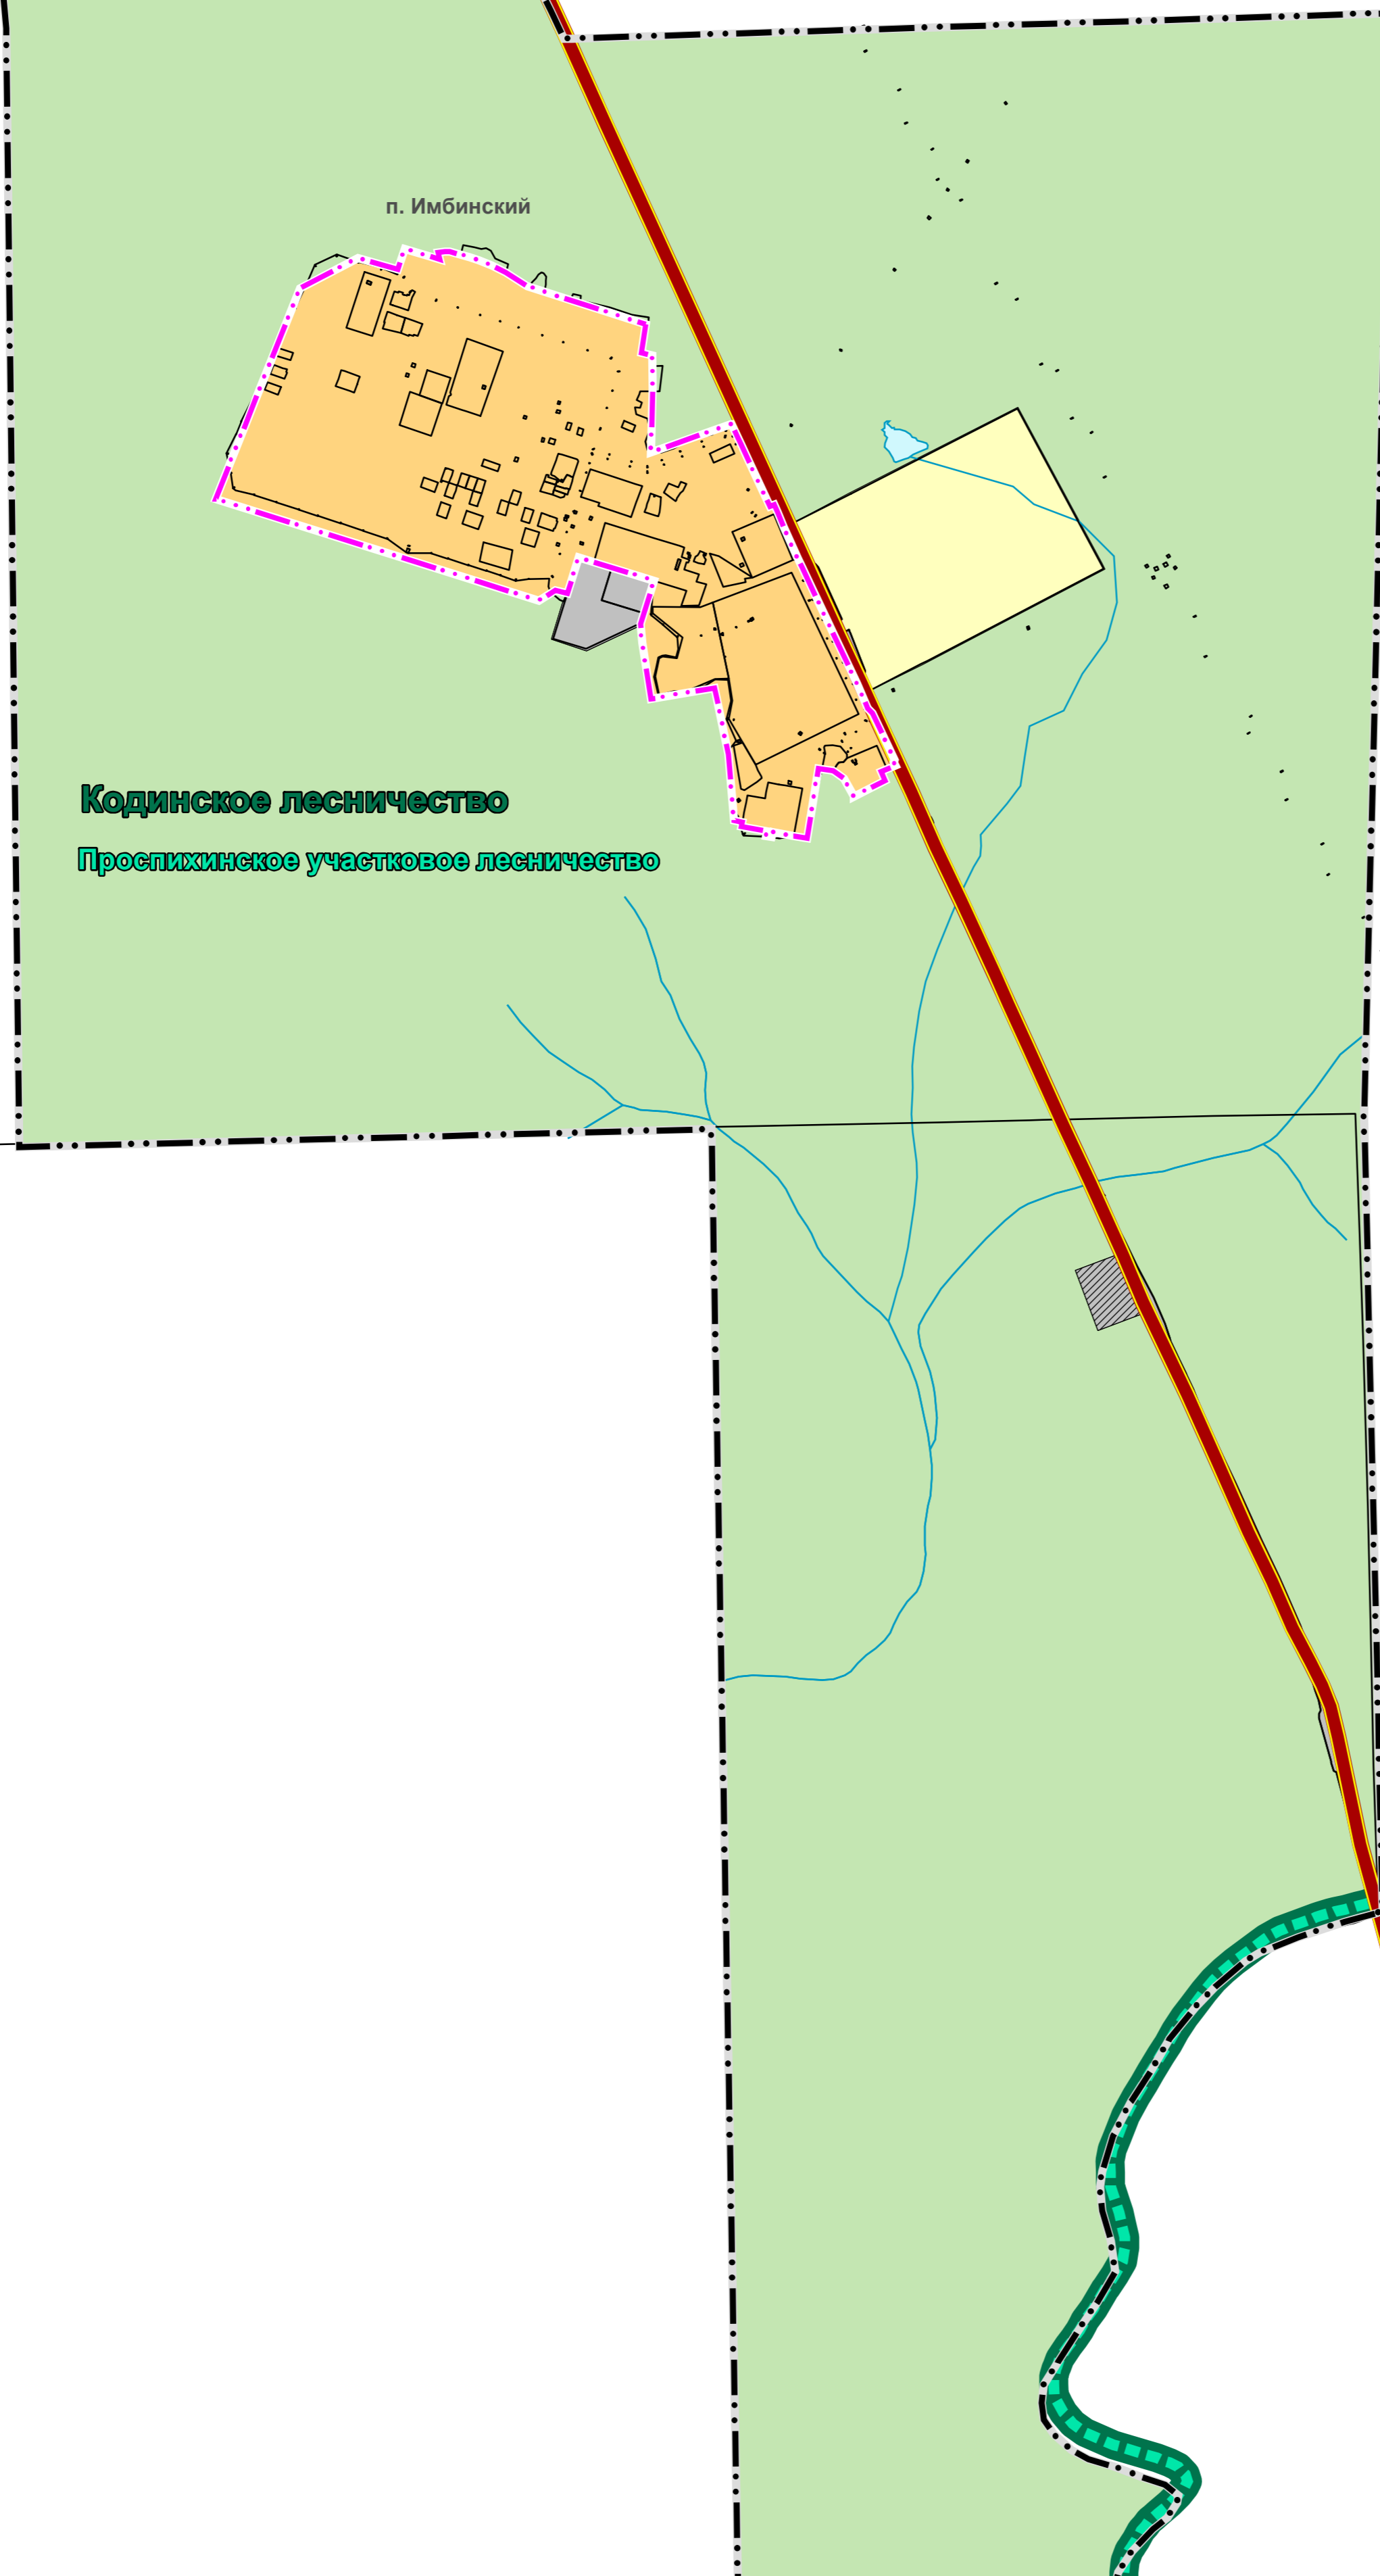 п. Имбинский
Кодинское лесничество
Проспихинское участковое лесничество